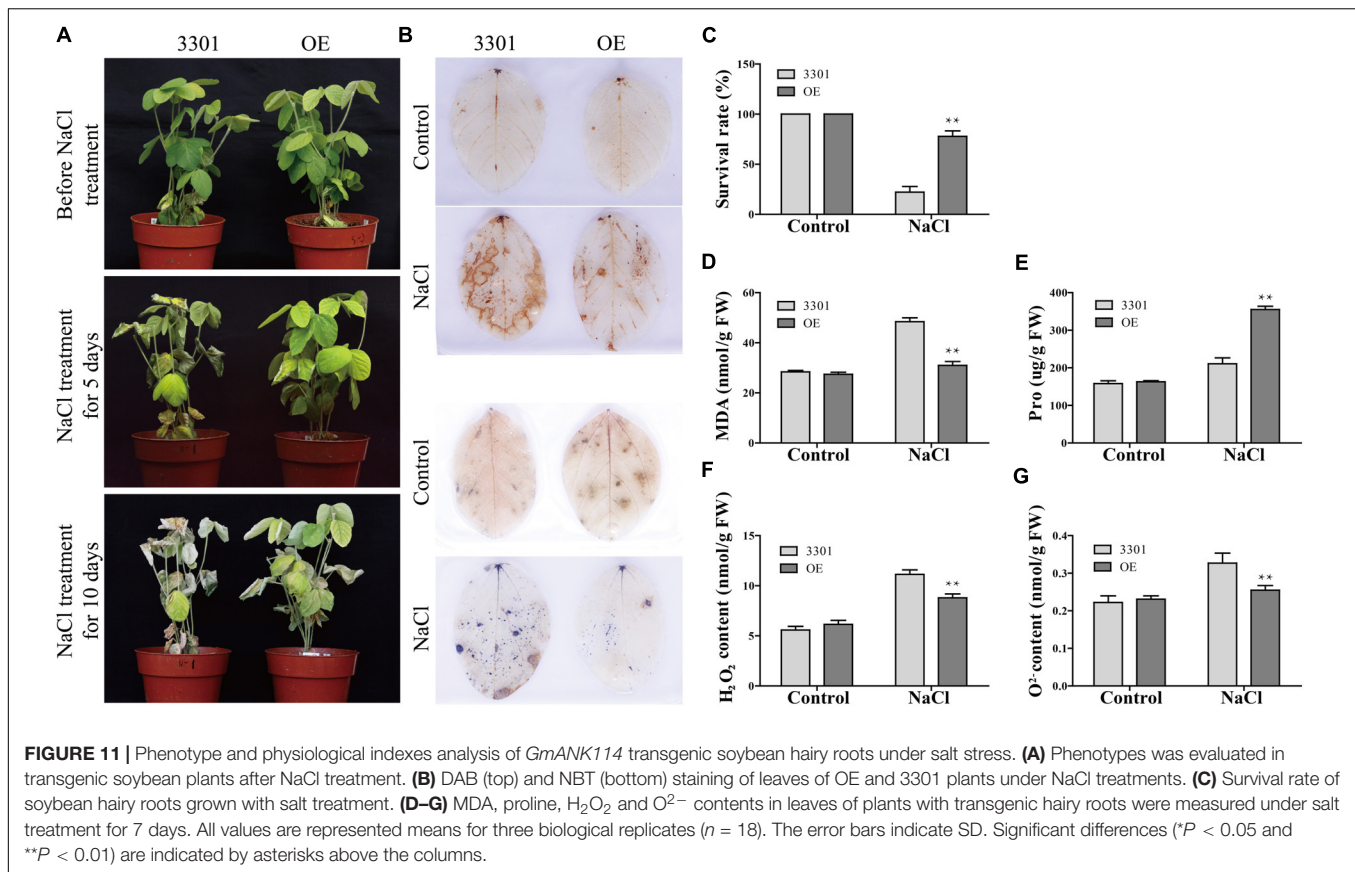 A
3301 OE
Before NaCl
treatment
NaCl treatment
for 5 days
NaCl treatment
for 10 days
B
3301 OE
Control
NaCl
Control
NaCl
C
Survival rate (%)
100
75
50
25
0
3301
OE
**
Control NaCl
D
MDA (nmol/g FW)
60
40
20
0
**
Control NaCl
E
Pro (ug/g FW)
400
300
200
100
0
**
Control NaCl
F
H₂O₂ content (nmol/g FW)
15
10
5
0
3301
OE
**
Control NaCl
G
O²⁻content (nmol/g FW)
0.4
0.3
0.2
0.1
0.0
3301
OE
**
Control NaCl
FIGURE 11 | Phenotype and physiological indexes analysis of GmANK114 transgenic soybean hairy roots under salt stress. (A) Phenotypes was evaluated in
transgenic soybean plants after NaCl treatment. (B) DAB (top) and NBT (bottom) staining of leaves of OE and 3301 plants under NaCl treatments. (C) Survival rate of
soybean hairy roots grown with salt treatment. (D–G) MDA, proline, H₂O₂ and O²⁻ contents in leaves of plants with transgenic hairy roots were measured under salt
treatment for 7 days. All values are represented means for three biological replicates (n = 18). The error bars indicate SD. Significant differences (*P < 0.05 and
**P < 0.01) are indicated by asterisks above the columns.